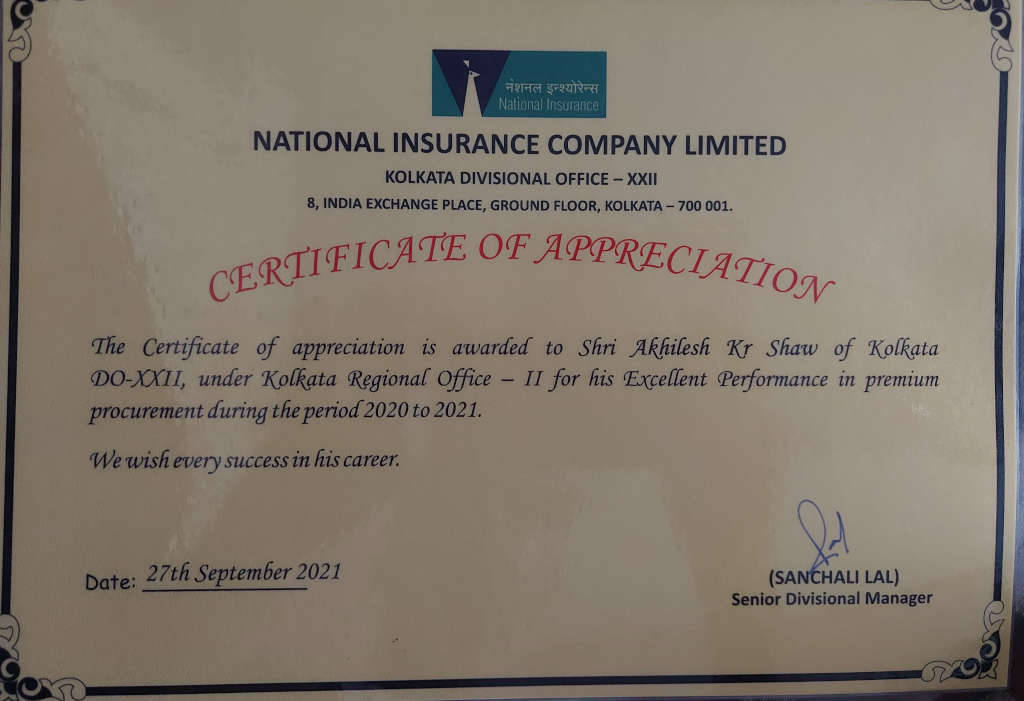 नेशनल इन्श्योरेन्स
National Insurance
NATIONAL INSURANCE COMPANY LIMITED
KOLKATA DIVISIONAL OFFICE – XXII
8, INDIA EXCHANGE PLACE, GROUND FLOOR, KOLKATA – 700 001.
CERTIFICATE OF APPRECIATION
The Certificate of appreciation is awarded to Shri Akhilesh Kr Shaw of Kolkata
DO-XXII, under Kolkata Regional Office – II for his Excellent Performance in premium
procurement during the period 2020 to 2021.
We wish every success in his career.
Date: 27th September 2021
(SANCHALI LAL)
Senior Divisional Manager